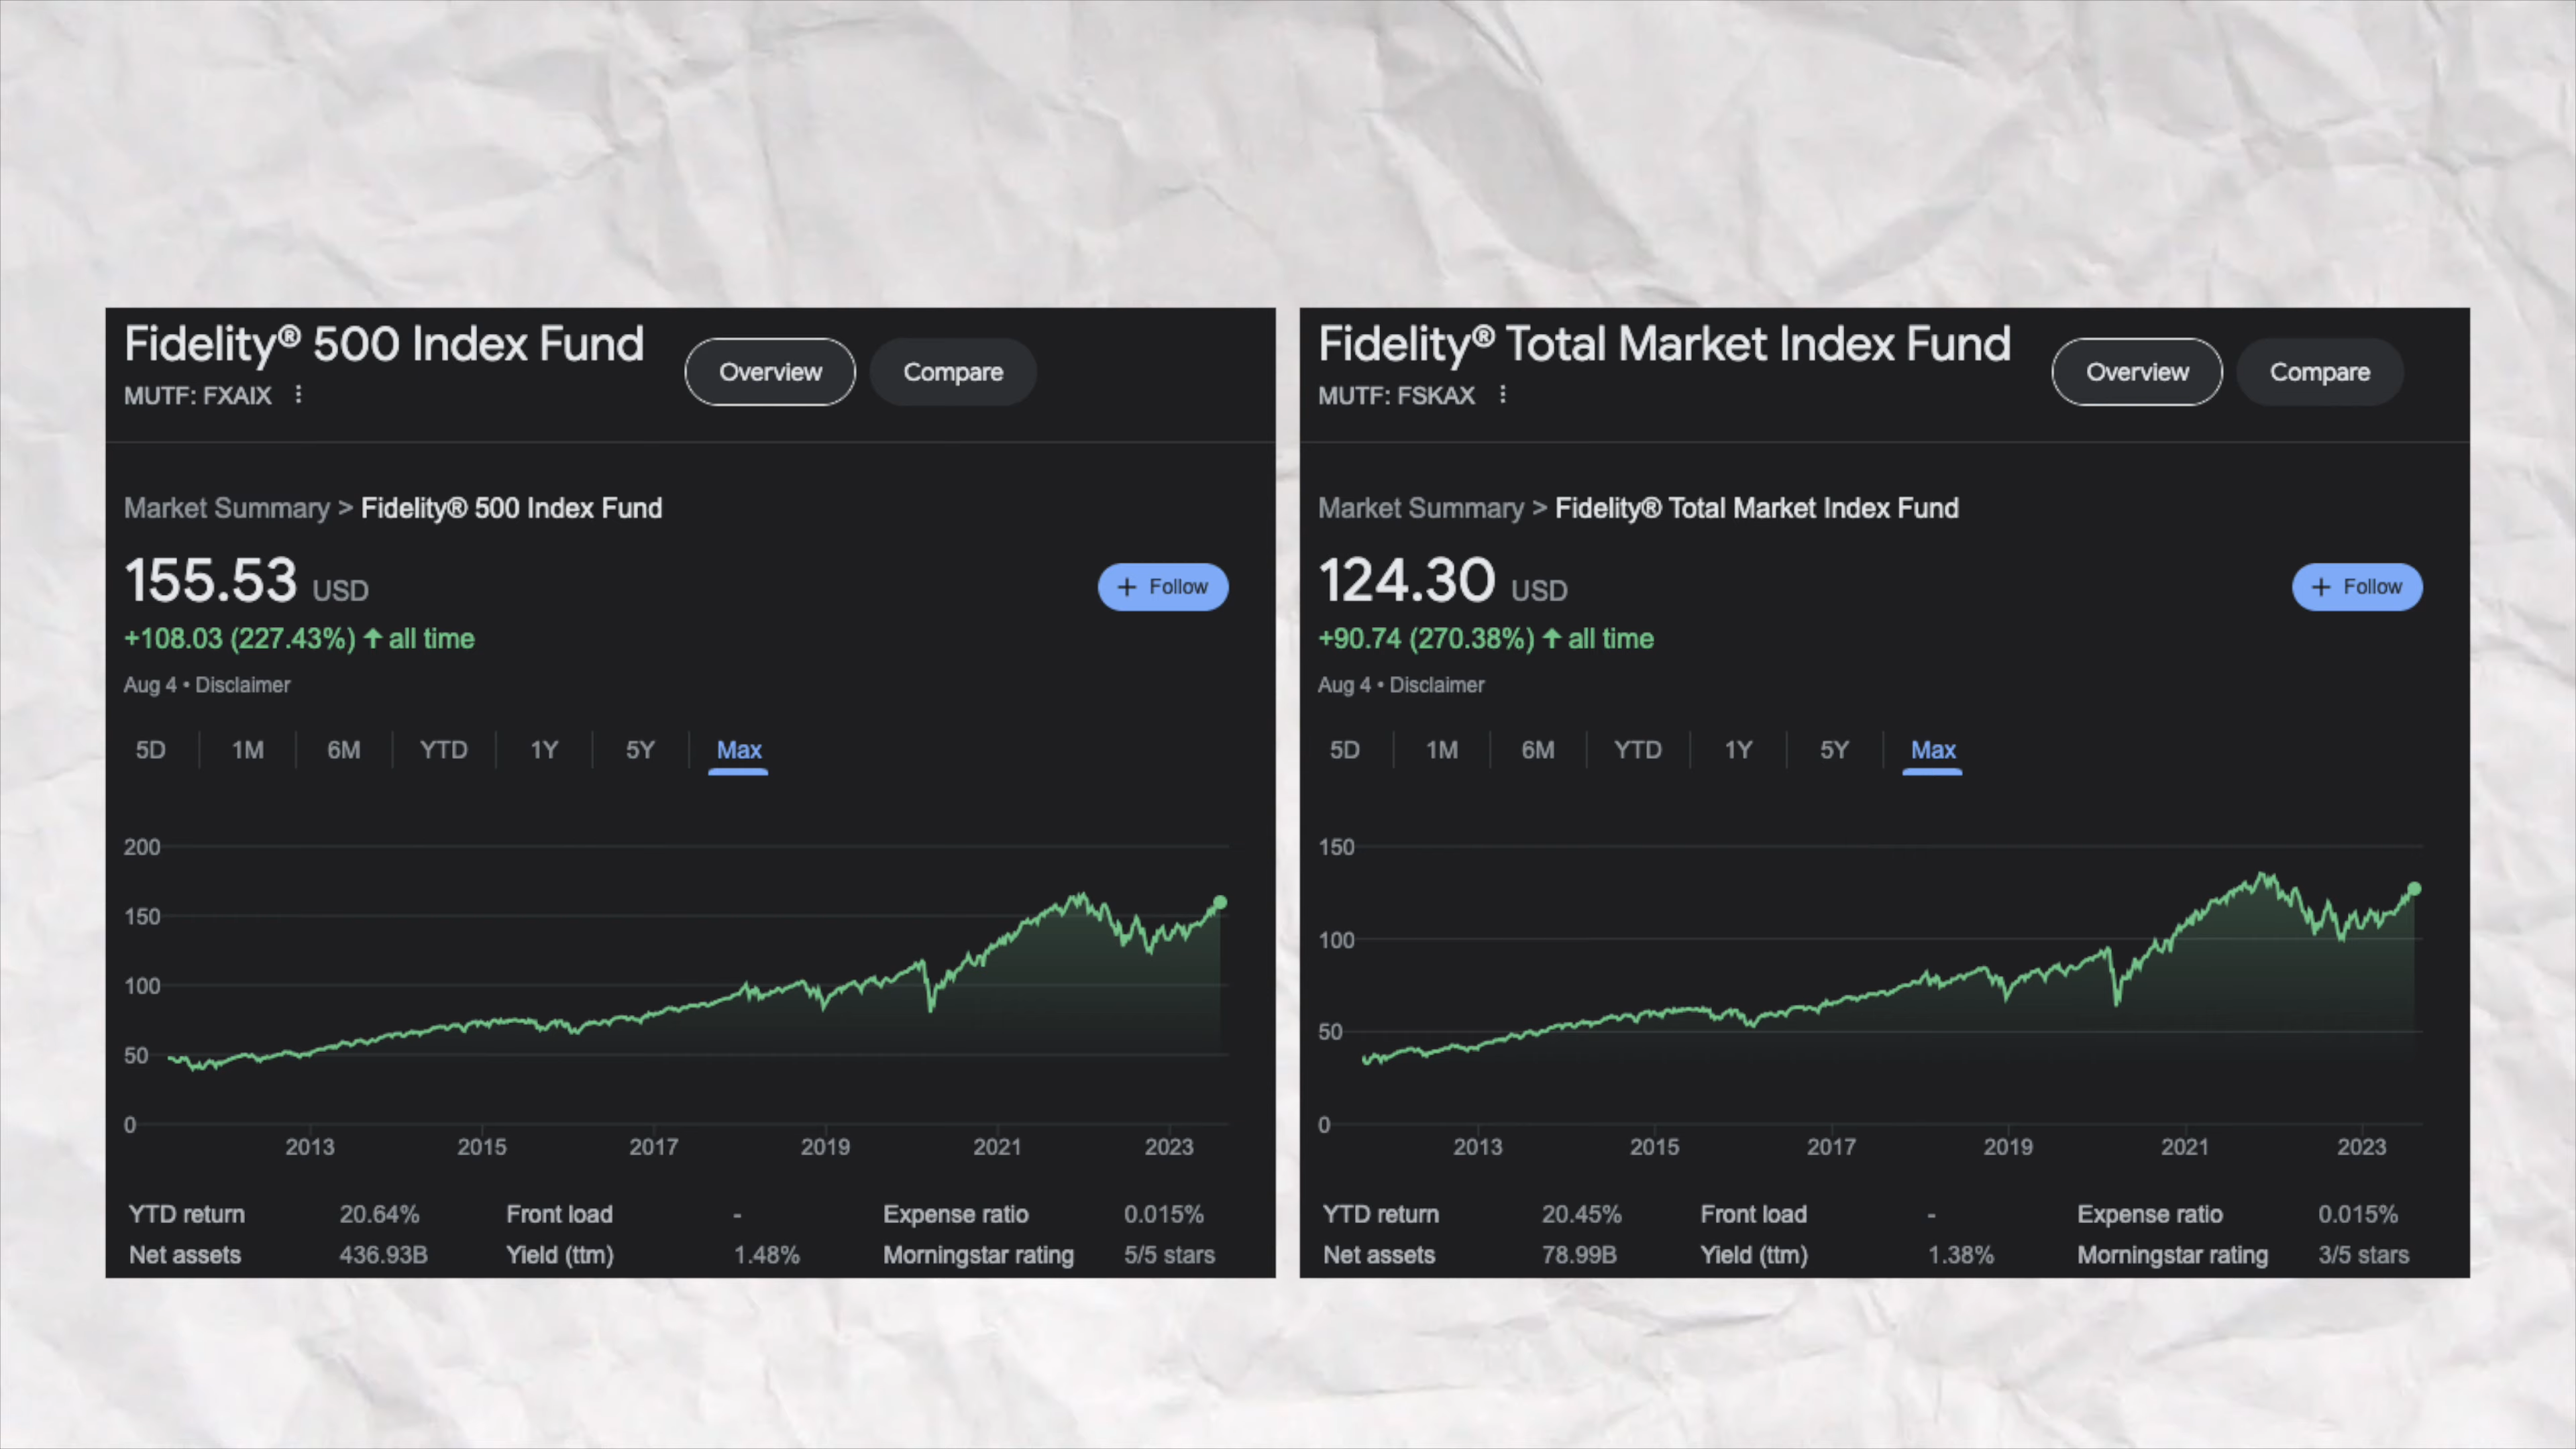 Fidelity® 500 Index Fund
MUTF: FXAIX
Overview
Compare
Market Summary > Fidelity® 500 Index Fund
155.53 USD
+ Follow
+108.03 (227.43%) ↑ all time
Aug 4 • Disclaimer
5D 1M 6M YTD 1Y 5Y Max
200
150
100
50
0
2013 2015 2017 2019 2021 2023
YTD return 20.64% Front load - Expense ratio 0.015%
Net assets 436.93B Yield (ttm) 1.48% Morningstar rating 5/5 stars
Fidelity® Total Market Index Fund
MUTF: FSKAX
Overview
Compare
Market Summary > Fidelity® Total Market Index Fund
124.30 USD
+ Follow
+90.74 (270.38%) ↑ all time
Aug 4 • Disclaimer
5D 1M 6M YTD 1Y 5Y Max
150
100
50
0
2013 2015 2017 2019 2021 2023
YTD return 20.45% Front load - Expense ratio 0.015%
Net assets 78.99B Yield (ttm) 1.38% Morningstar rating 3/5 stars